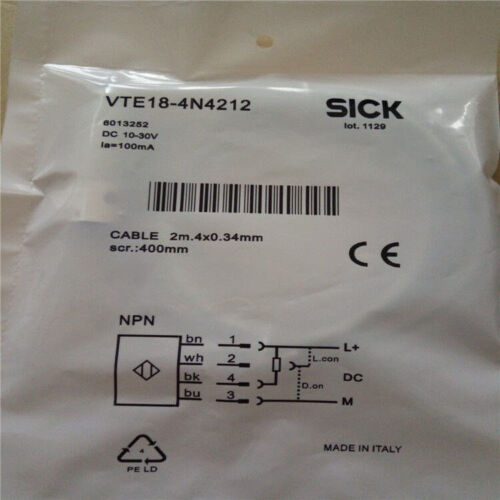 VTE18-4N4212
SICK
6013252
lot. 1129
DC 10-30V
Ia=100mA
CABLE 2m.4x0.34mm
scr.:400mm
CE
NPN
bn 1
L+
wh 2
L.con
bk 4
D.on
DC
bu 3
M
4
PE LD
MADE IN ITALY